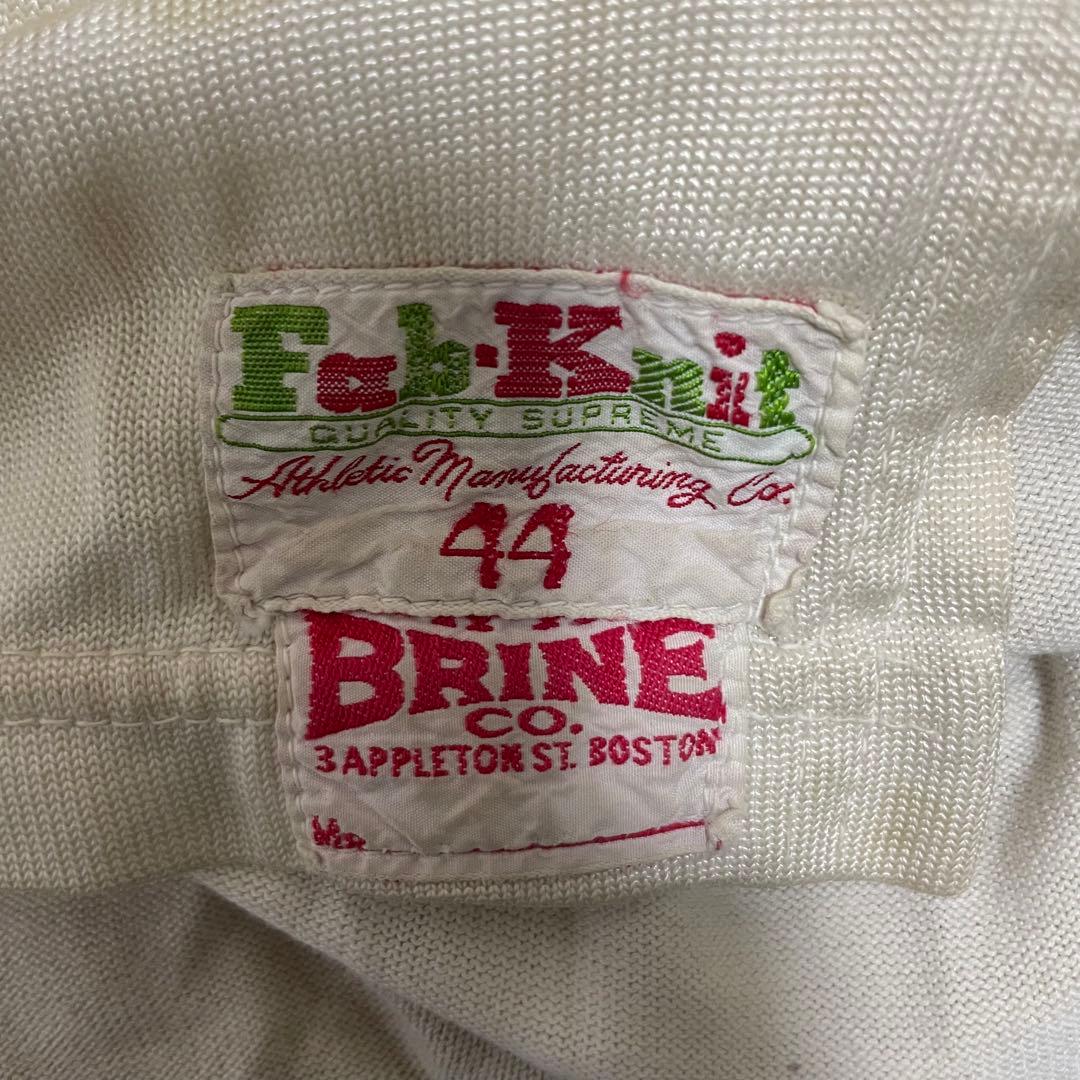 Fab-Knit
QUALITY SUPREME
Athletic Manufacturing Co.
44
BRINE
CO.
3 APPLETON ST. BOSTON